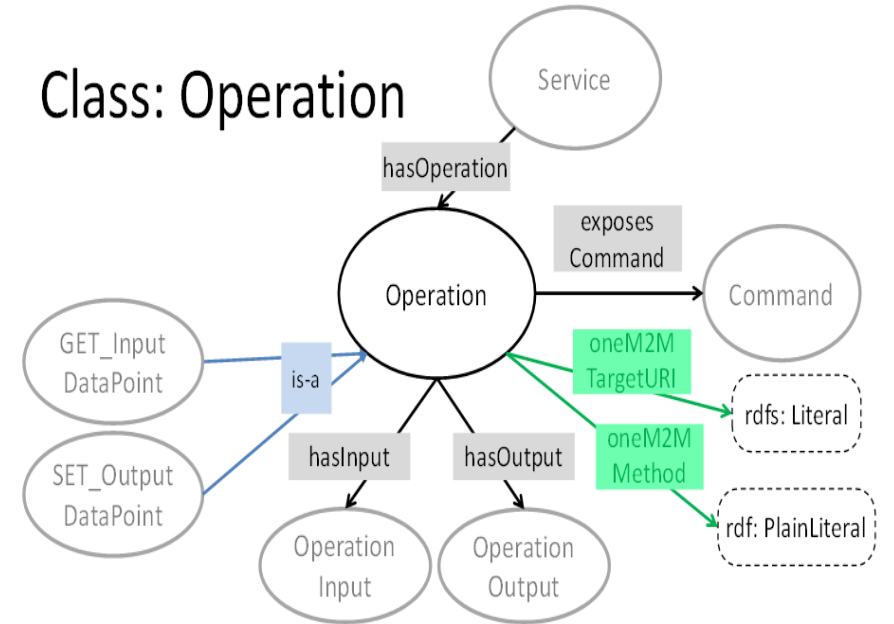 Class: Operation
Service
hasOperation
exposes
Command
Operation
Command
GET_Input
DataPoint
is-a
oneM2M
TargetURI
rdfs: Literal
SET_Output
DataPoint
hasInput
hasOutput
oneM2M
Method
rdf: PlainLiteral
Operation
Input
Operation
Output